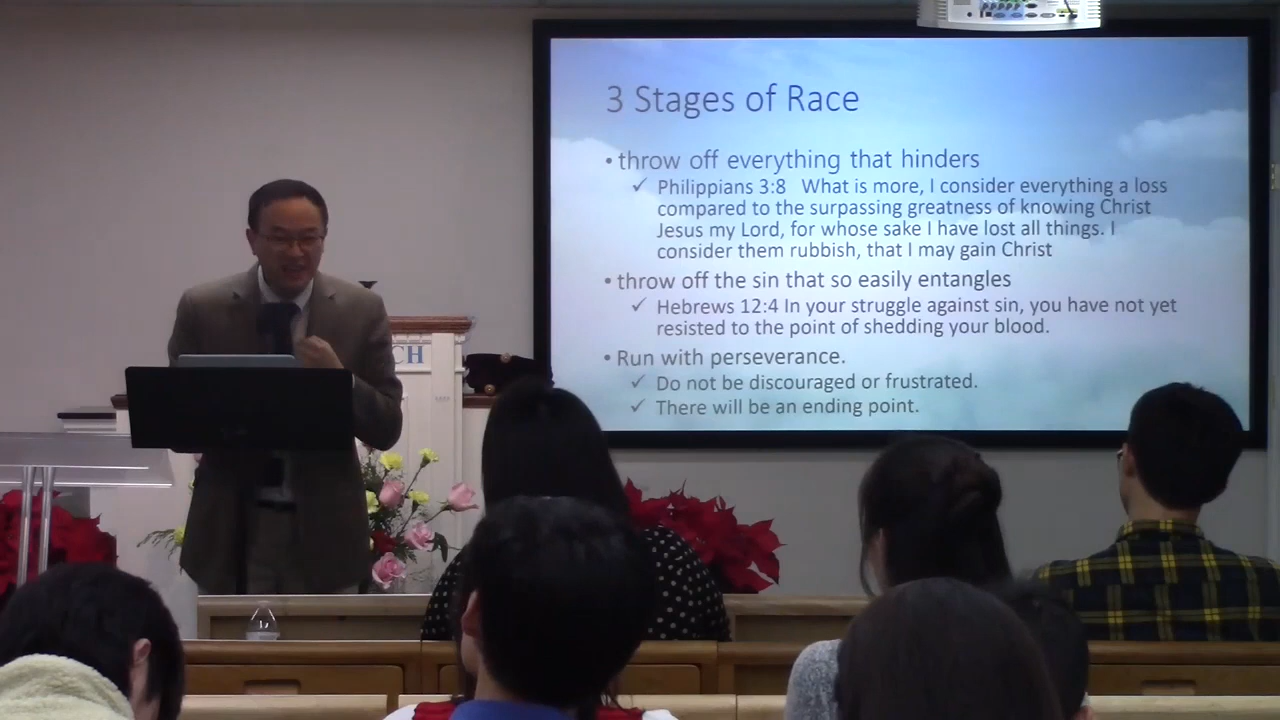 3 Stages of Race
• throw off everything that hinders
✓ Philippians 3:8 What is more, I consider everything a loss
compared to the surpassing greatness of knowing Christ
Jesus my Lord, for whose sake I have lost all things. I
consider them rubbish, that I may gain Christ
• throw off the sin that so easily entangles
✓ Hebrews 12:4 In your struggle against sin, you have not yet
resisted to the point of shedding your blood.
• Run with perseverance.
✓ Do not be discouraged or frustrated.
✓ There will be an ending point.
CH